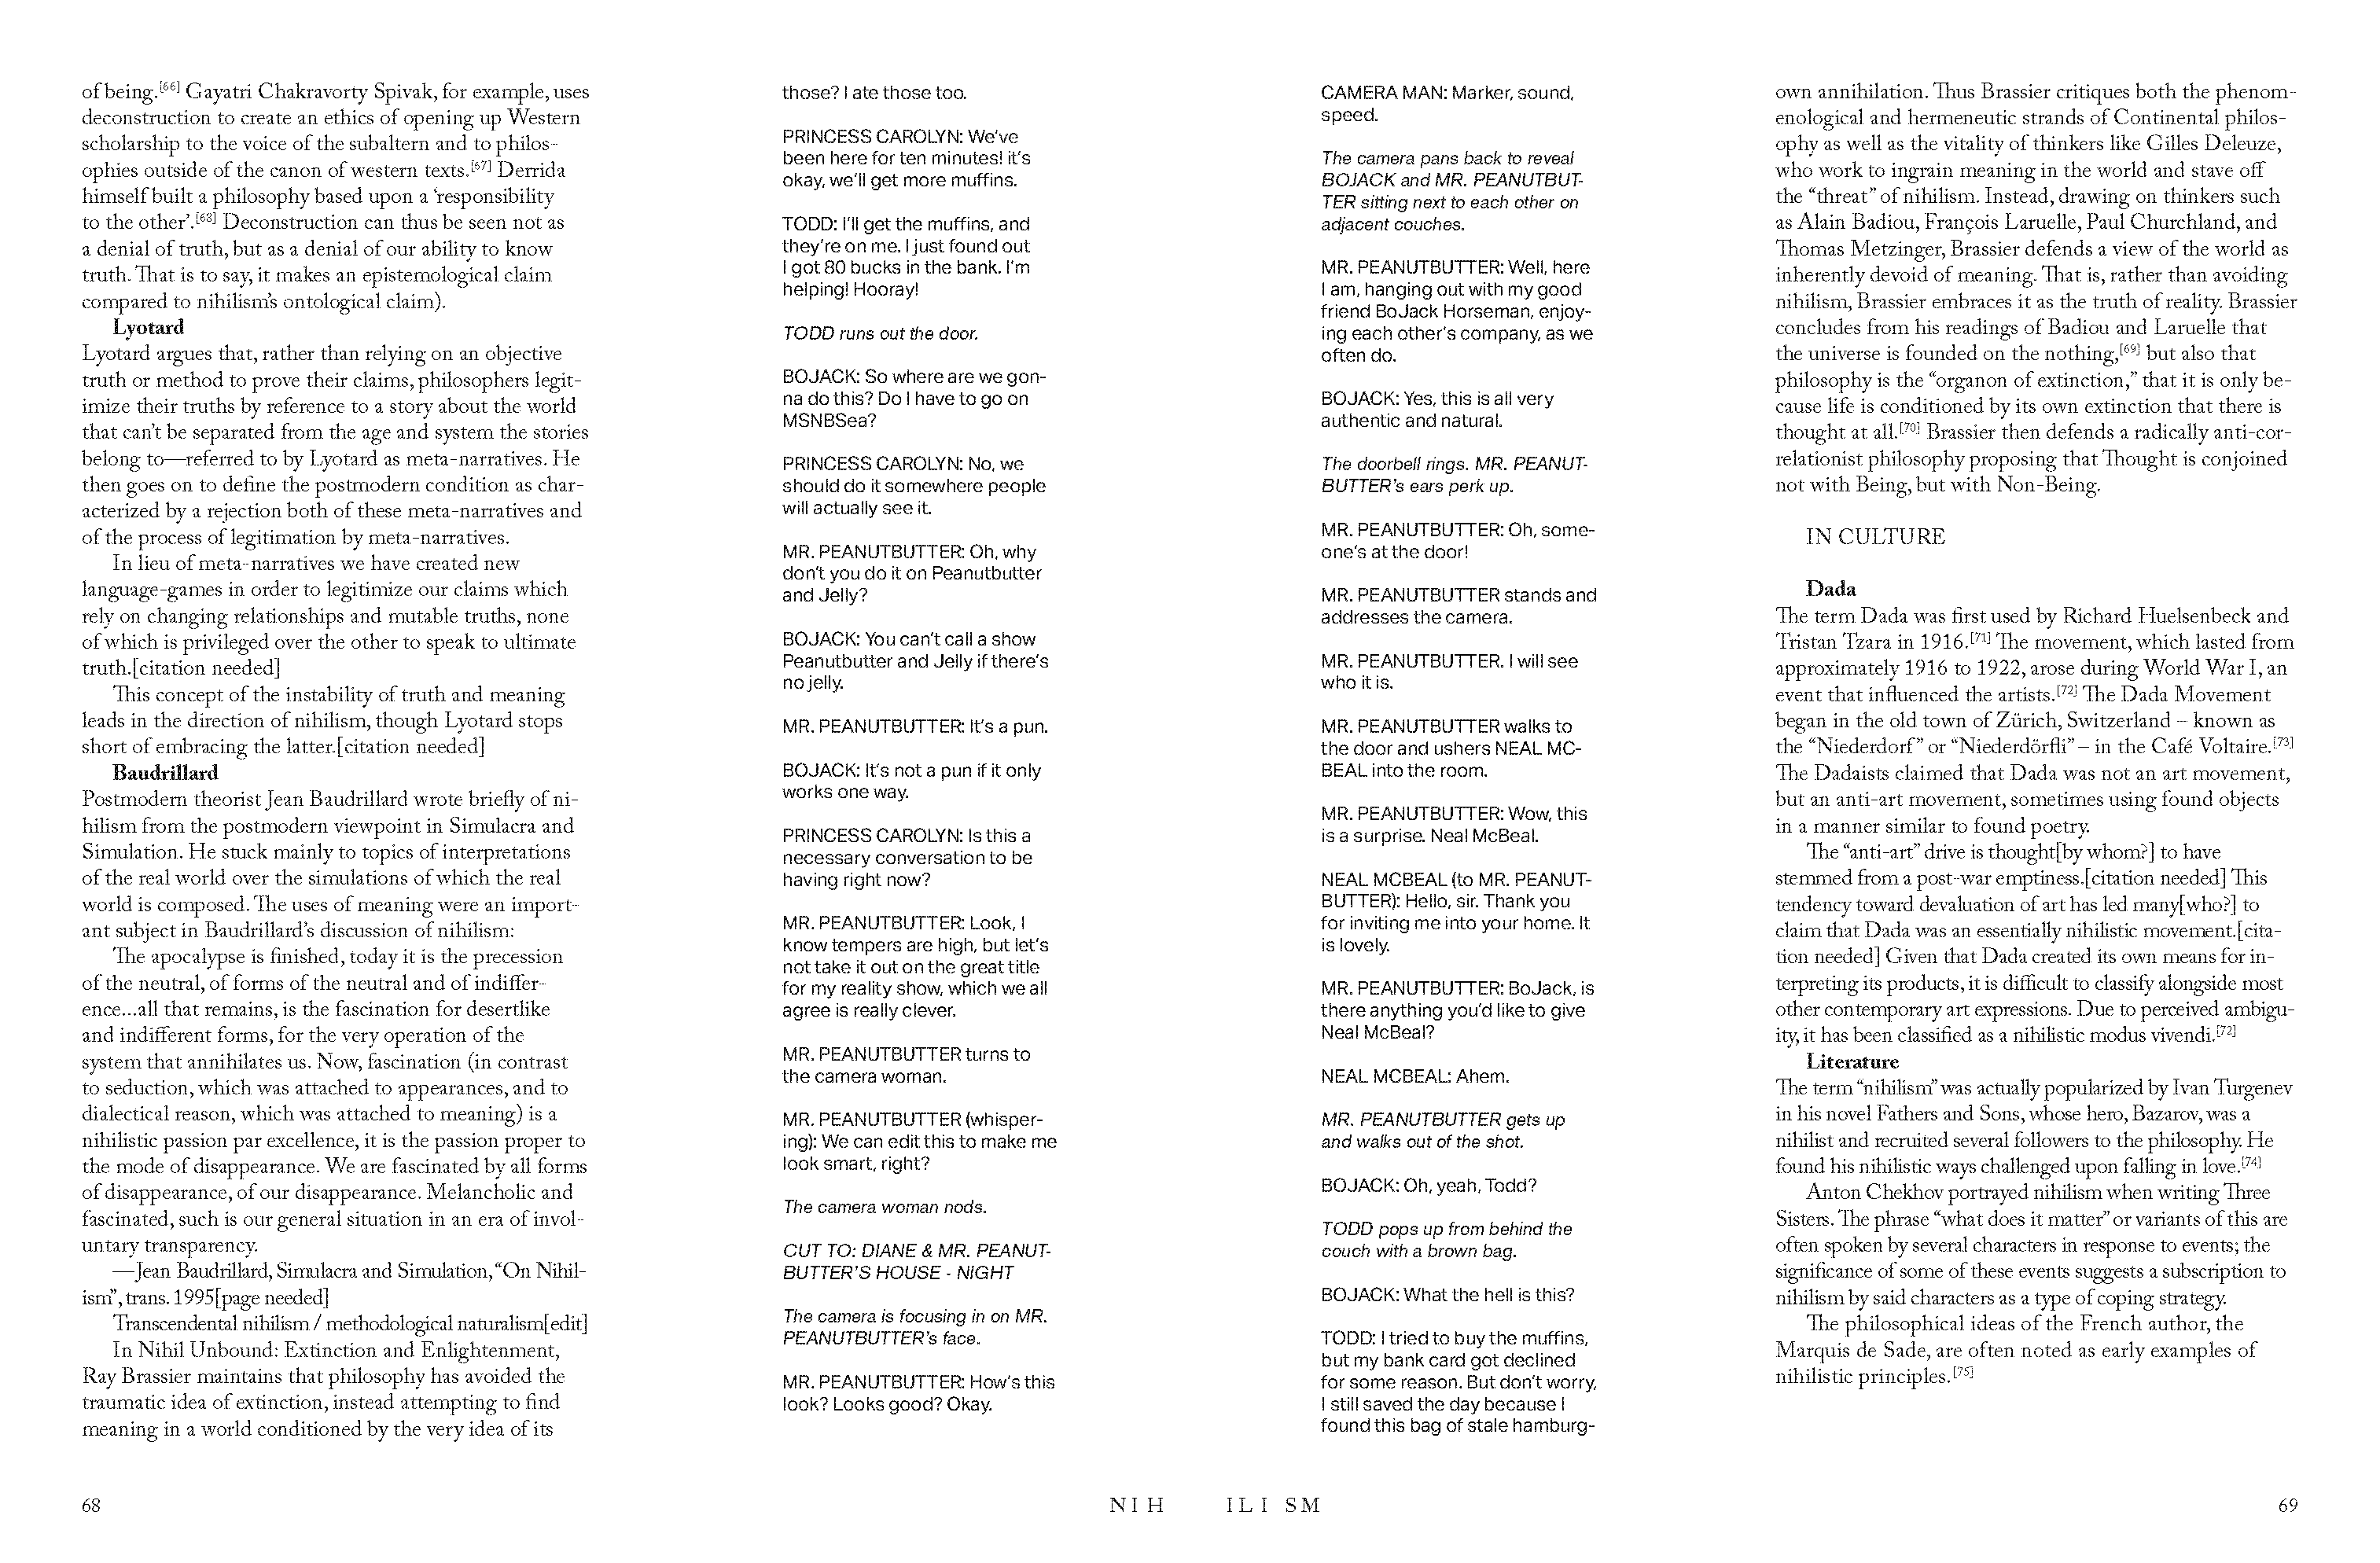 of being.[66] Gayatri Chakravorty Spivak, for example, uses
deconstruction to create an ethics of opening up Western
scholarship to the voice of the subaltern and to philos-
ophies outside of the canon of western texts.[67] Derrida
himself built a philosophy based upon a ‘responsibility
to the other’.[68] Deconstruction can thus be seen not as
a denial of truth, but as a denial of our ability to know
truth. That is to say, it makes an epistemological claim
compared to nihilism’s ontological claim).
Lyotard
Lyotard argues that, rather than relying on an objective
truth or method to prove their claims, philosophers legit-
imize their truths by reference to a story about the world
that can’t be separated from the age and system the stories
belong to—referred to by Lyotard as meta-narratives. He
then goes on to define the postmodern condition as char-
acterized by a rejection both of these meta-narratives and
of the process of legitimation by meta-narratives.
In lieu of meta-narratives we have created new
language-games in order to legitimize our claims which
rely on changing relationships and mutable truths, none
of which is privileged over the other to speak to ultimate
truth.[citation needed]
This concept of the instability of truth and meaning
leads in the direction of nihilism, though Lyotard stops
short of embracing the latter.[citation needed]
Baudrillard
Postmodern theorist Jean Baudrillard wrote briefly of ni-
hilism from the postmodern viewpoint in Simulacra and
Simulation. He stuck mainly to topics of interpretations
of the real world over the simulations of which the real
world is composed. The uses of meaning were an import-
ant subject in Baudrillard’s discussion of nihilism:
The apocalypse is finished, today it is the precession
of the neutral, of forms of the neutral and of indiffer-
ence...all that remains, is the fascination for desertlike
and indifferent forms, for the very operation of the
system that annihilates us. Now, fascination (in contrast
to seduction, which was attached to appearances, and to
dialectical reason, which was attached to meaning) is a
nihilistic passion par excellence, it is the passion proper to
the mode of disappearance. We are fascinated by all forms
of disappearance, of our disappearance. Melancholic and
fascinated, such is our general situation in an era of invol-
untary transparency.
—Jean Baudrillard, Simulacra and Simulation, “On Nihil-
ism”, trans. 1995[page needed]
Transcendental nihilism / methodological naturalism[edit]
In Nihil Unbound: Extinction and Enlightenment,
Ray Brassier maintains that philosophy has avoided the
traumatic idea of extinction, instead attempting to find
meaning in a world conditioned by the very idea of its
those? I ate those too.
PRINCESS CAROLYN: We’ve
been here for ten minutes! it’s
okay, we’ll get more muffins.
TODD: I’ll get the muffins, and
they’re on me. I just found out
I got 80 bucks in the bank. I’m
helping! Hooray!
TODD runs out the door.
BOJACK: So where are we gon-
na do this? Do I have to go on
MSNBSea?
PRINCESS CAROLYN: No, we
should do it somewhere people
will actually see it.
MR. PEANUTBUTTER: Oh, why
don’t you do it on Peanutbutter
and Jelly?
BOJACK: You can’t call a show
Peanutbutter and Jelly if there’s
no jelly.
MR. PEANUTBUTTER: It’s a pun.
BOJACK: It’s not a pun if it only
works one way.
PRINCESS CAROLYN: Is this a
necessary conversation to be
having right now?
MR. PEANUTBUTTER: Look, I
know tempers are high, but let’s
not take it out on the great title
for my reality show, which we all
agree is really clever.
MR. PEANUTBUTTER turns to
the camera woman.
MR. PEANUTBUTTER (whisper-
ing): We can edit this to make me
look smart, right?
The camera woman nods.
CUT TO: DIANE & MR. PEANUT-
BUTTER’S HOUSE - NIGHT
The camera is focusing in on MR.
PEANUTBUTTER’s face.
MR. PEANUTBUTTER: How’s this
look? Looks good? Okay.
CAMERA MAN: Marker, sound,
speed.
The camera pans back to reveal
BOJACK and MR. PEANUTBUT-
TER sitting next to each other on
adjacent couches.
MR. PEANUTBUTTER: Well, here
I am, hanging out with my good
friend BoJack Horseman, enjoy-
ing each other’s company, as we
often do.
BOJACK: Yes, this is all very
authentic and natural.
The doorbell rings. MR. PEANUT-
BUTTER’s ears perk up.
MR. PEANUTBUTTER: Oh, some-
one’s at the door!
MR. PEANUTBUTTER stands and
addresses the camera.
MR. PEANUTBUTTER. I will see
who it is.
MR. PEANUTBUTTER walks to
the door and ushers NEAL MC-
BEAL into the room.
MR. PEANUTBUTTER: Wow, this
is a surprise. Neal McBeal.
NEAL MCBEAL (to MR. PEANUT-
BUTTER): Hello, sir. Thank you
for inviting me into your home. It
is lovely.
MR. PEANUTBUTTER: BoJack, is
there anything you’d like to give
Neal McBeal?
NEAL MCBEAL: Ahem.
MR. PEANUTBUTTER gets up
and walks out of the shot.
BOJACK: Oh, yeah, Todd?
TODD pops up from behind the
couch with a brown bag.
BOJACK: What the hell is this?
TODD: I tried to buy the muffins,
but my bank card got declined
for some reason. But don’t worry,
I still saved the day because I
found this bag of stale hamburg-
own annihilation. Thus Brassier critiques both the phenom-
enological and hermeneutic strands of Continental philos-
ophy as well as the vitality of thinkers like Gilles Deleuze,
who work to ingrain meaning in the world and stave off
the “threat” of nihilism. Instead, drawing on thinkers such
as Alain Badiou, François Laruelle, Paul Churchland, and
Thomas Metzinger, Brassier defends a view of the world as
inherently devoid of meaning. That is, rather than avoiding
nihilism, Brassier embraces it as the truth of reality. Brassier
concludes from his readings of Badiou and Laruelle that
the universe is founded on the nothing,[69] but also that
philosophy is the “organon of extinction,” that it is only be-
cause life is conditioned by its own extinction that there is
thought at all.[70] Brassier then defends a radically anti-cor-
relationist philosophy proposing that Thought is conjoined
not with Being, but with Non-Being.
IN CULTURE
Dada
The term Dada was first used by Richard Huelsenbeck and
Tristan Tzara in 1916.[71] The movement, which lasted from
approximately 1916 to 1922, arose during World War I, an
event that influenced the artists.[72] The Dada Movement
began in the old town of Zürich, Switzerland – known as
the “Niederdorf” or “Niederdörfli” – in the Café Voltaire.[73]
The Dadaists claimed that Dada was not an art movement,
but an anti-art movement, sometimes using found objects
in a manner similar to found poetry.
The “anti-art” drive is thought[by whom?] to have
stemmed from a post-war emptiness.[citation needed] This
tendency toward devaluation of art has led many[who?] to
claim that Dada was an essentially nihilistic movement.[cita-
tion needed] Given that Dada created its own means for in-
terpreting its products, it is difficult to classify alongside most
other contemporary art expressions. Due to perceived ambigu-
ity, it has been classified as a nihilistic modus vivendi.[72]
Literature
The term “nihilism” was actually popularized by Ivan Turgenev
in his novel Fathers and Sons, whose hero, Bazarov, was a
nihilist and recruited several followers to the philosophy. He
found his nihilistic ways challenged upon falling in love.[74]
Anton Chekhov portrayed nihilism when writing Three
Sisters. The phrase “what does it matter” or variants of this are
often spoken by several characters in response to events; the
significance of some of these events suggests a subscription to
nihilism by said characters as a type of coping strategy.
The philosophical ideas of the French author, the
Marquis de Sade, are often noted as early examples of
nihilistic principles.[75]
68
NIH ILI SM
69